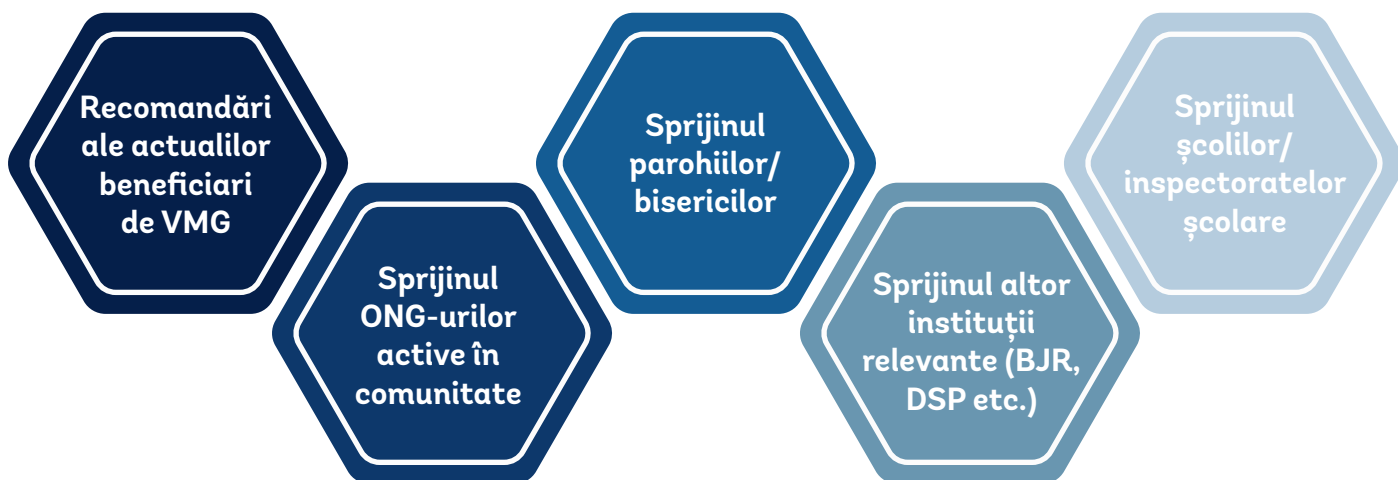 Recomandări
ale actualilor
beneficiari
de VMG
Sprijinul
ONG-urilor
active în
comunitate
Sprijinul
parohiilor/
bisericilor
Sprijinul altor
instituții
relevante (BJR,
DSP etc.)
Sprijinul
școlilor/
inspectoratelor
școlare